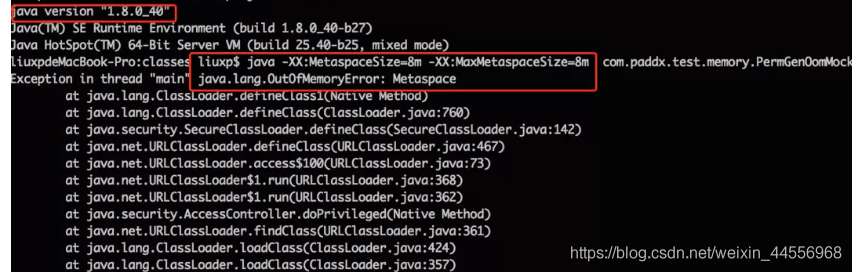 java version "1.8.0_40"
Java(TM) SE Runtime Environment (build 1.8.0_40-b27)
Java HotSpot(TM) 64-Bit Server VM (build 25.40-b25, mixed mode)
liuxpdeMacBook-Pro:classes liuxp$ java -XX:MetaspaceSize=8m -XX:MaxMetaspaceSize=8m com.paddx.test.memory.PermGenOomMock
Exception in thread "main" java.lang.OutOfMemoryError: Metaspace
at java.lang.ClassLoader.defineClass1(Native Method)
at java.lang.ClassLoader.defineClass(ClassLoader.java:760)
at java.security.SecureClassLoader.defineClass(SecureClassLoader.java:142)
at java.net.URLClassLoader.defineClass(URLClassLoader.java:467)
at java.net.URLClassLoader.access$100(URLClassLoader.java:73)
at java.net.URLClassLoader$1.run(URLClassLoader.java:368)
at java.net.URLClassLoader$1.run(URLClassLoader.java:362)
at java.security.AccessController.doPrivileged(Native Method)
at java.net.URLClassLoader.findClass(URLClassLoader.java:361)
at java.lang.ClassLoader.loadClass(ClassLoader.java:424)
at java.lang.ClassLoader.loadClass(ClassLoader.java:357)
https://blog.csdn.net/weixin_44556968